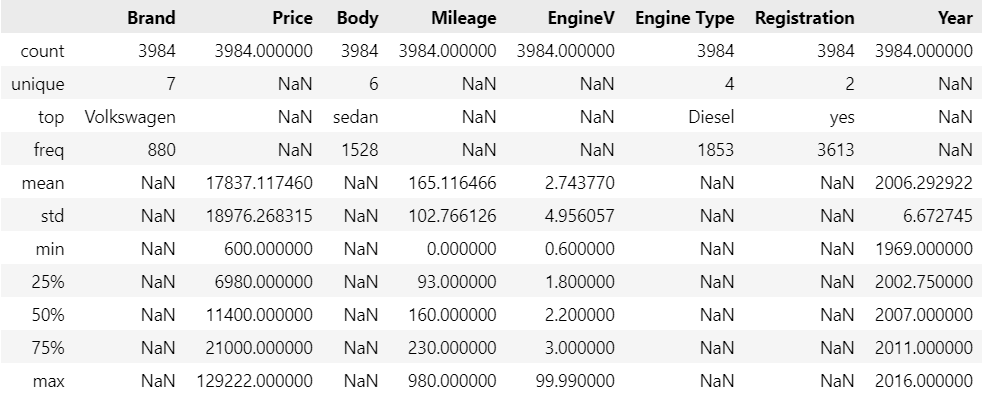 Brand Price Body Mileage EngineV Engine Type Registration Year
count 3984 3984.000000 3984 3984.000000 3984.000000 3984 3984 3984.000000
unique 7 NaN 6 NaN NaN 4 2 NaN
top Volkswagen NaN sedan NaN NaN Diesel yes NaN
freq 880 NaN 1528 NaN NaN 1853 3613 NaN
mean NaN 17837.117460 NaN 165.116466 2.743770 NaN NaN 2006.292922
std NaN 18976.268315 NaN 102.766126 4.956057 NaN NaN 6.672745
min NaN 600.000000 NaN 0.000000 0.600000 NaN NaN 1969.000000
25% NaN 6980.000000 NaN 93.000000 1.800000 NaN NaN 2002.750000
50% NaN 11400.000000 NaN 160.000000 2.200000 NaN NaN 2007.000000
75% NaN 21000.000000 NaN 230.000000 3.000000 NaN NaN 2011.000000
max NaN 129222.000000 NaN 980.000000 99.990000 NaN NaN 2016.000000